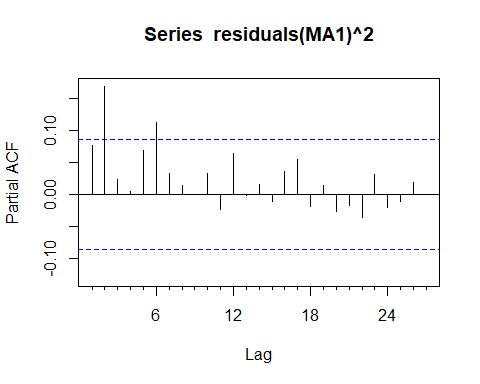 Series residuals(MA1)^2
Partial ACF
0.10
0.00
-0.10
6 12 18 24
Lag